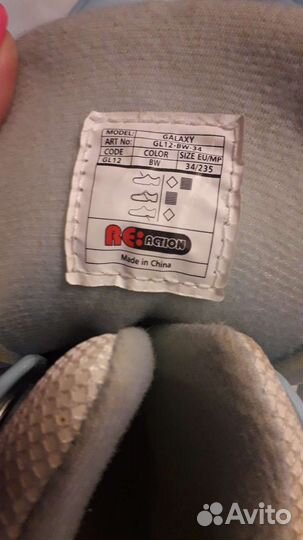 MODEL: GALAXY
ART No: GL12-BW-34
CODE COLOR SIZE EU/MP
GL12 BW 34/235
RE:ACTION
Made in China
Avito